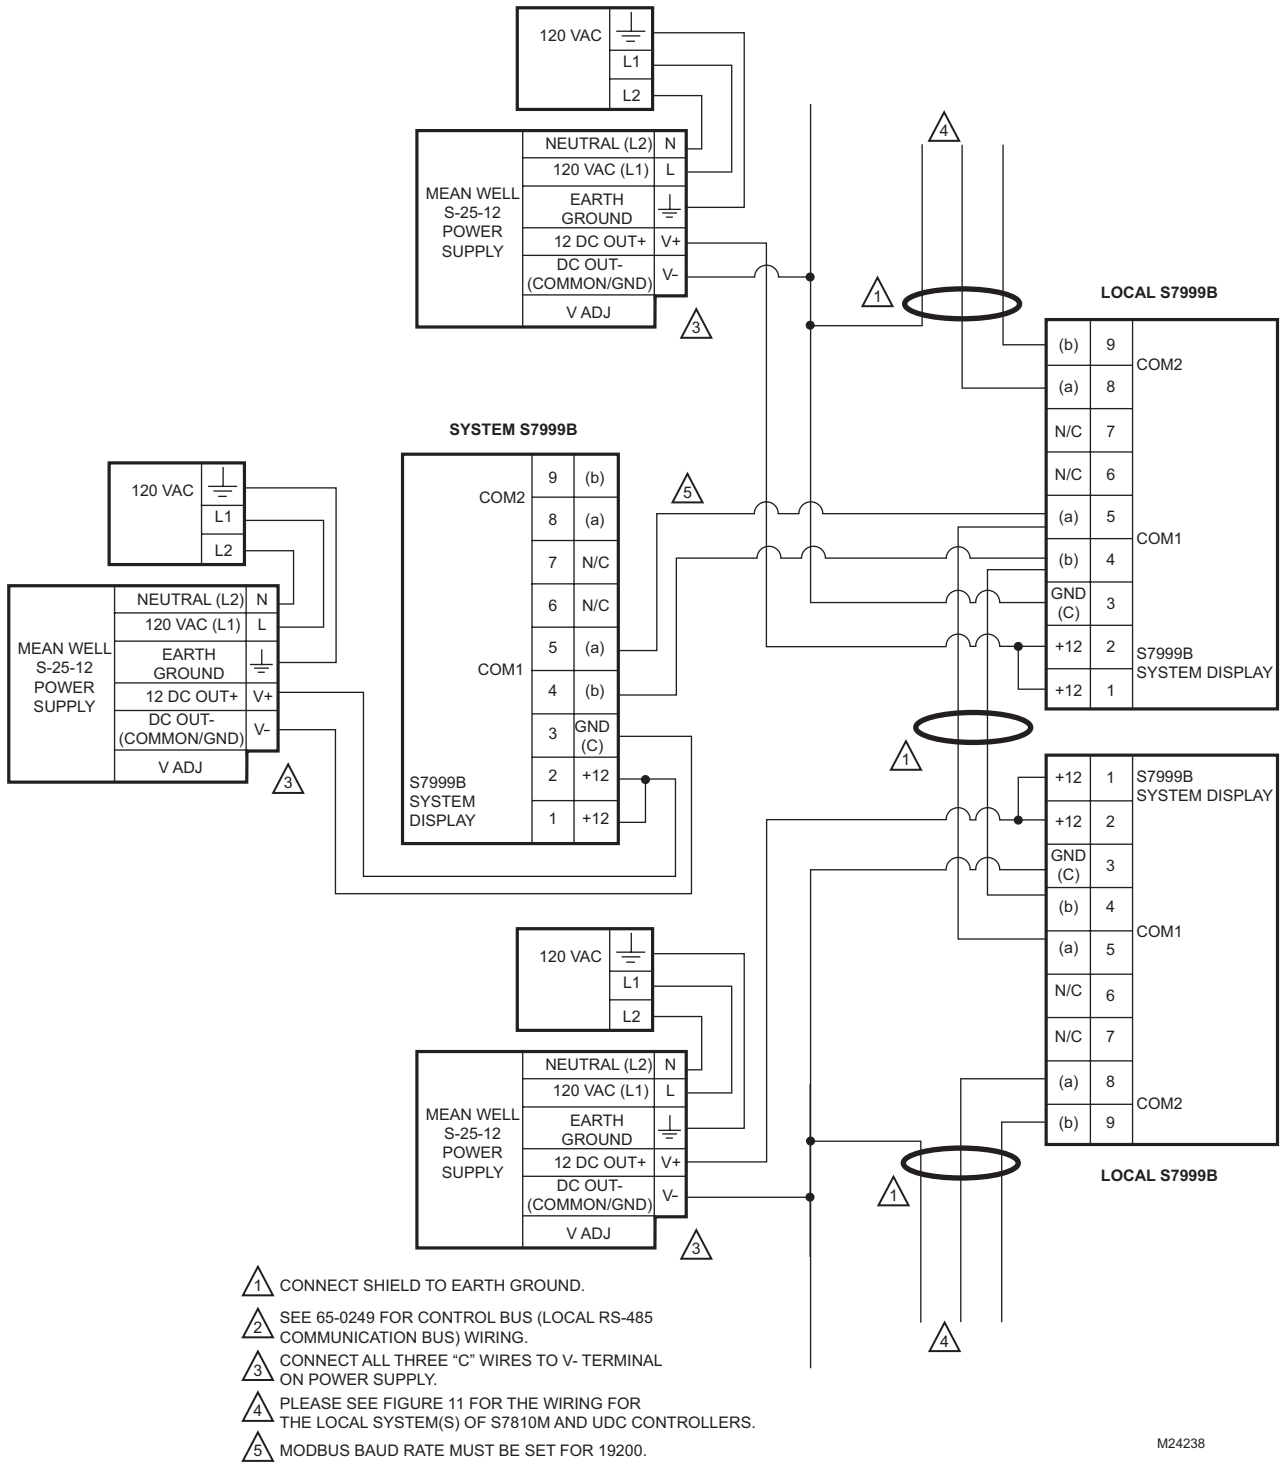 120 VAC
L1
L2
MEAN WELL
S-25-12
POWER
SUPPLY
NEUTRAL (L2) N
120 VAC (L1) L
EARTH
GROUND
12 DC OUT+ V+
DC OUT-
(COMMON/GND) V-
V ADJ
3
4
1
LOCAL S7999B
(b) 9
COM2
(a) 8
N/C 7
N/C 6
(a) 5
COM1
(b) 4
GND
(C) 3
+12 2
S7999B
SYSTEM DISPLAY
+12 1
SYSTEM S7999B
9 (b)
COM2
8 (a)
7 N/C
6 N/C
5 (a)
COM1
4 (b)
3 GND
(C)
2 +12
S7999B
SYSTEM
DISPLAY
1 +12
5
120 VAC
L1
L2
MEAN WELL
S-25-12
POWER
SUPPLY
NEUTRAL (L2) N
120 VAC (L1) L
EARTH
GROUND
12 DC OUT+ V+
DC OUT-
(COMMON/GND) V-
V ADJ
3
1
+12 1
S7999B
SYSTEM DISPLAY
+12 2
GND
(C) 3
(b) 4
COM1
(a) 5
N/C 6
N/C 7
(a) 8
COM2
(b) 9
LOCAL S7999B
120 VAC
L1
L2
MEAN WELL
S-25-12
POWER
SUPPLY
NEUTRAL (L2) N
120 VAC (L1) L
EARTH
GROUND
12 DC OUT+ V+
DC OUT-
(COMMON/GND) V-
V ADJ
3
1
4
1 CONNECT SHIELD TO EARTH GROUND.
2 SEE 65-0249 FOR CONTROL BUS (LOCAL RS-485
COMMUNICATION BUS) WIRING.
3 CONNECT ALL THREE “C” WIRES TO V- TERMINAL
ON POWER SUPPLY.
4 PLEASE SEE FIGURE 11 FOR THE WIRING FOR
THE LOCAL SYSTEM(S) OF S7810M AND UDC CONTROLLERS.
5 MODBUS BAUD RATE MUST BE SET FOR 19200.
M24238